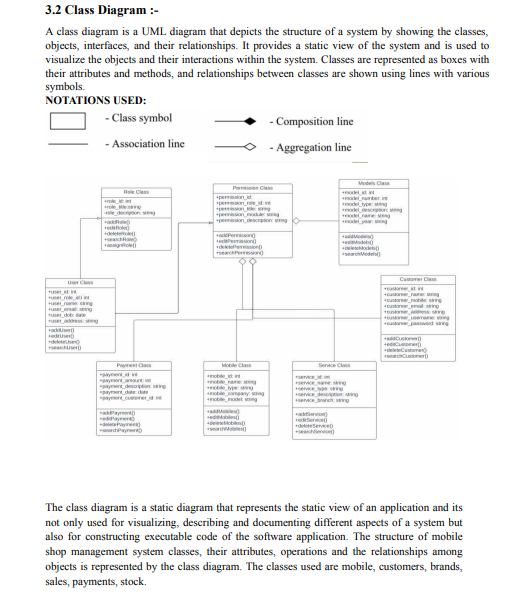 3.2 Class Diagram :-
A class diagram is a UML diagram that depicts the structure of a system by showing the classes,
objects, interfaces, and their relationships. It provides a static view of the system and is used to
visualize the objects and their interactions within the system. Classes are represented as boxes with
their attributes and methods, and relationships between classes are shown using lines with various
symbols.
NOTATIONS USED:
- Class symbol
- Composition line
- Association line
- Aggregation line
Role Class
+role_id: int
+role_title:string
-role_decription: string
+addRole()
+editRole()
+deleteRole()
+searchRole()
+assignRole()
Permission Class
+permission_id:
+permission_role_id: int
+permission_title: string
+permission_module: string
+permission_description: string
+addPermission()
+editPermission()
+deletePermission()
+searchPermission()
Models Class
+model_id: int
+model_number: int
+model_type: string
+model_description: string
+model_name: string
+model_year: string
+addModels()
+editModels()
+deleteModels()
+searchModels()
User Class
+user_id: int
+user_role_id: int
+user_name: string
+user_email: string
+user_dob: date
+user_address: string
+addUser()
+editUser()
+deleteUser()
+searchUser()
Customer Class
+customer_id: int
+customer_name: string
+customer_mobile: string
+customer_email: string
+customer_address: string
+customer_username: string
+customer_password: string
+addCustomer()
+editCustomer()
+deleteCustomer()
+searchCustomer()
Payment Class
+payment_id: int
+payment_amount: int
+payment_description: string
+payment_date: date
+payment_customer_id: int
+addPayment()
+editPayment()
+deletePayment()
+searchPayment()
Mobile Class
+mobile_id: int
+mobile_name: string
+mobile_type: string
+mobile_company: string
+mobile_model: string
+addMobiles()
+editMobiles()
+deleteMobiles()
+searchMobiles()
Service Class
+service_id: int
+service_name: string
+service_type: string
+service_description: string
+service_branch: string
+addService()
+editService()
+deleteService()
+searchService()
The class diagram is a static diagram that represents the static view of an application and its
not only used for visualizing, describing and documenting different aspects of a system but
also for constructing executable code of the software application. The structure of mobile
shop management system classes, their attributes, operations and the relationships among
objects is represented by the class diagram. The classes used are mobile, customers, brands,
sales, payments, stock.